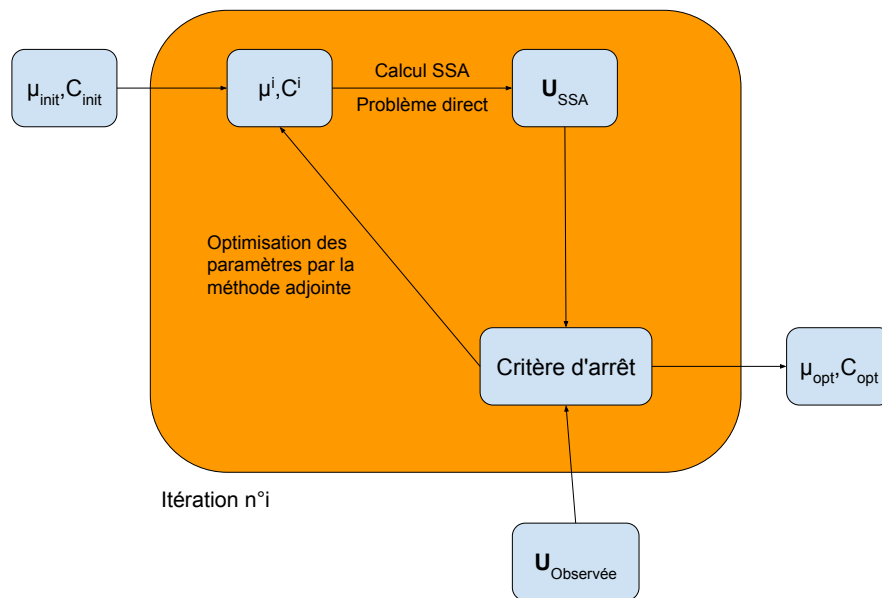 μinit,Cinit
μⁱ,Cⁱ
Calcul SSA
Problème direct
USSA
Optimisation des
paramètres par la
méthode adjointe
Critère d'arrêt
μopt,Copt
Itération n°i
UObservée